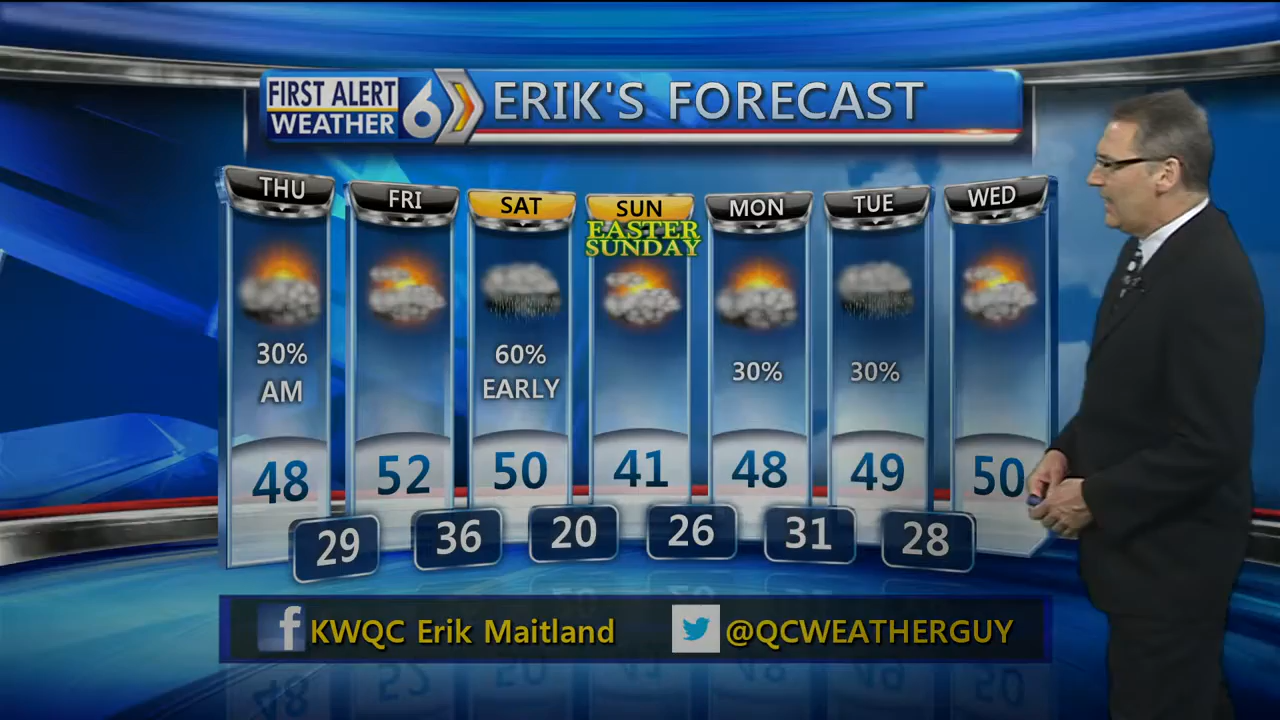 FIRST ALERT
WEATHER 6
ERIK'S FORECAST
THU FRI SAT SUN MON TUE WED
EASTER
SUNDAY
30% 60% 30% 30%
AM EARLY
48 52 50 41 48 49 50
29 36 20 26 31 28
f KWQC Erik Maitland @QCWEATHERGUY